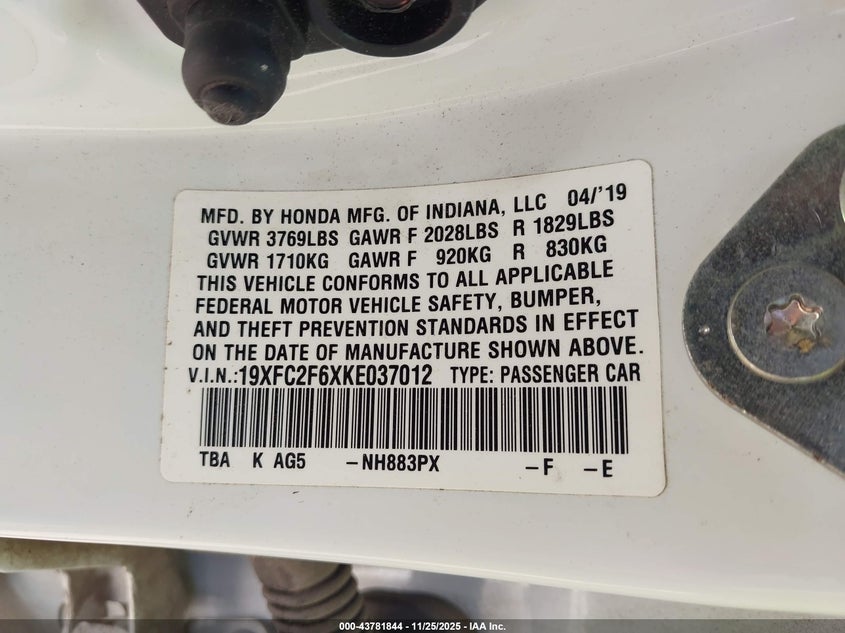 MFD. BY HONDA MFG. OF INDIANA, LLC 04/'19
GVWR 3769LBS GAWR F 2028LBS R 1829LBS
GVWR 1710KG GAWR F 920KG R 830KG
THIS VEHICLE CONFORMS TO ALL APPLICABLE
FEDERAL MOTOR VEHICLE SAFETY, BUMPER,
AND THEFT PREVENTION STANDARDS IN EFFECT
ON THE DATE OF MANUFACTURE SHOWN ABOVE.
V.I.N.:19XFC2F6XKE037012 TYPE: PASSENGER CAR
TBA K AG5 –NH883PX –F –E
000-43781844 | 11/25/2025 | © IAA Inc.